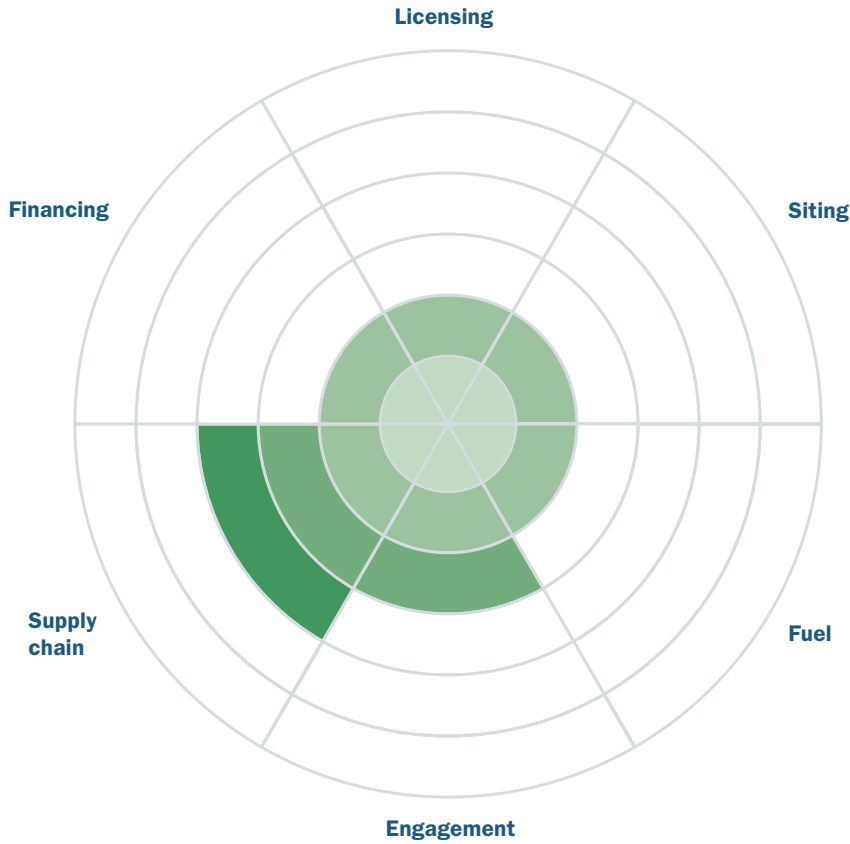 Licensing
Financing
Siting
Supply
chain
Fuel
Engagement